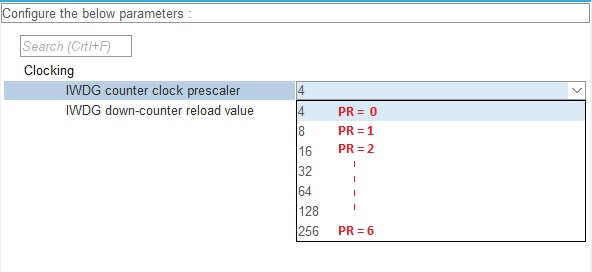 Configure the below parameters :
Search (Crtl+F)
Clocking
IWDG counter clock prescaler 4
IWDG down-counter reload value 4 PR = 0
8 PR = 1
16 PR = 2
32
64
128
256 PR = 6